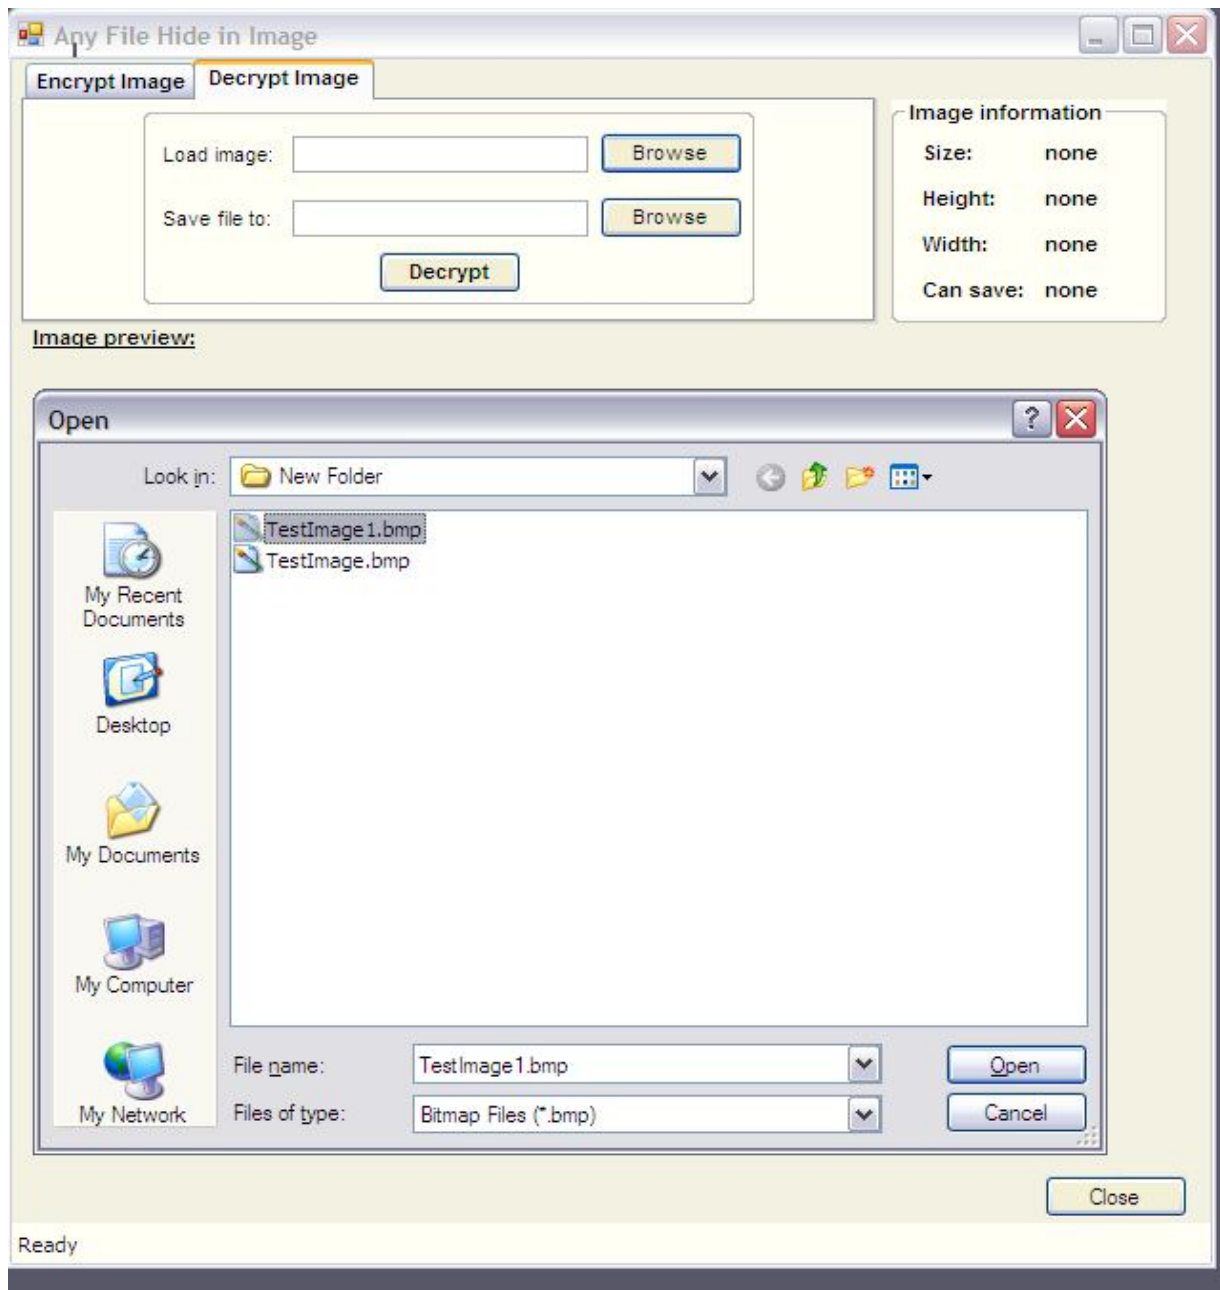 Any File Hide in Image
Encrypt Image Decrypt Image
Load image: Browse
Save file to: Browse
Decrypt
Image information
Size: none
Height: none
Width: none
Can save: none
Image preview:
Open
Look in: New Folder
TestImage1.bmp
TestImage.bmp
My Recent
Documents
Desktop
My Documents
My Computer
My Network
File name: TestImage1.bmp Open
Files of type: Bitmap Files (*.bmp) Cancel
Close
Ready